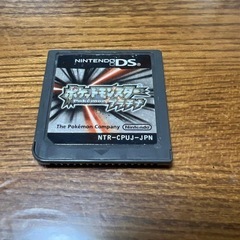 NINTENDO DS
ポケットモンスター
プラチナ
The Pokémon Company
Nintendo
NTR-CPUJ-JPN